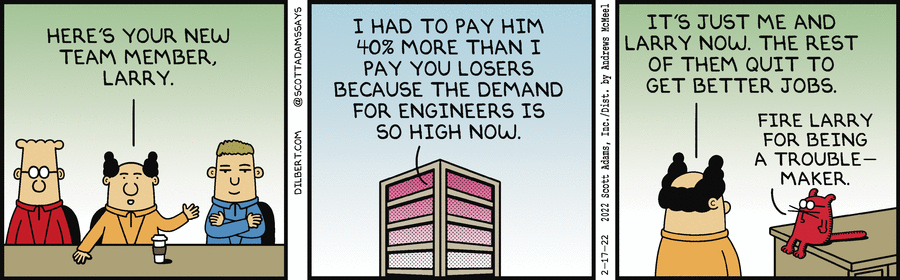 HERE'S YOUR NEW
TEAM MEMBER,
LARRY.
DILBERT.COM @SCOTTADAMSSAYS
I HAD TO PAY HIM
40% MORE THAN I
PAY YOU LOSERS
BECAUSE THE DEMAND
FOR ENGINEERS IS
SO HIGH NOW.
2-17-22 2022 Scott Adams, Inc./Dist. by Andrews McMeel
IT'S JUST ME AND
LARRY NOW. THE REST
OF THEM QUIT TO
GET BETTER JOBS.
FIRE LARRY
FOR BEING
A TROUBLE-
MAKER.